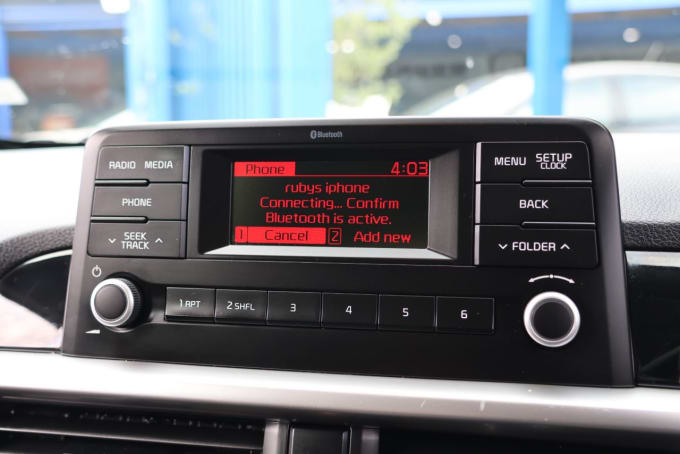 Bluetooth
RADIO MEDIA
PHONE
SEEK
TRACK
Phone 4:03
rubys iphone
Connecting... Confirm
Bluetooth is active.
1 Cancel 2 Add new
MENU SETUP
CLOCK
BACK
FOLDER
1 RPT 2 SHFL 3 4 5 6